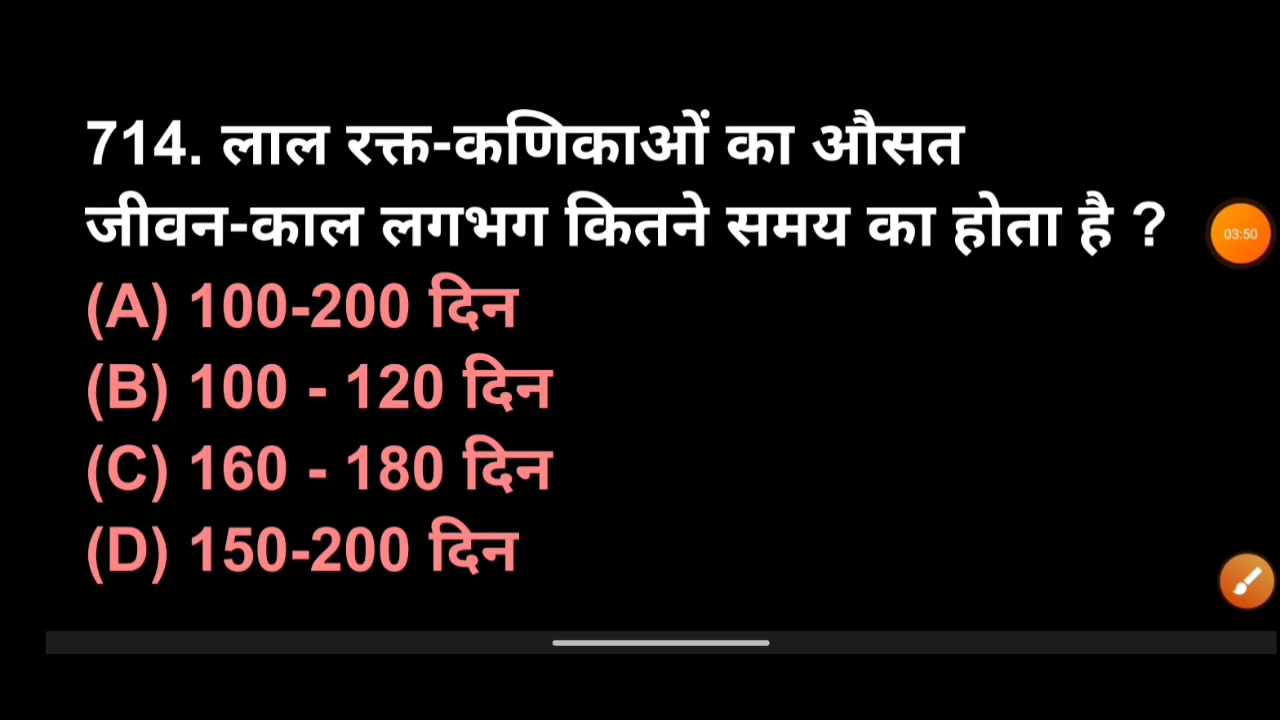 714. लाल रक्त-कणिकाओं का औसत
जीवन-काल लगभग कितने समय का होता है ?
03:50
(A) 100-200 दिन
(B) 100 - 120 दिन
(C) 160 - 180 दिन
(D) 150-200 दिन